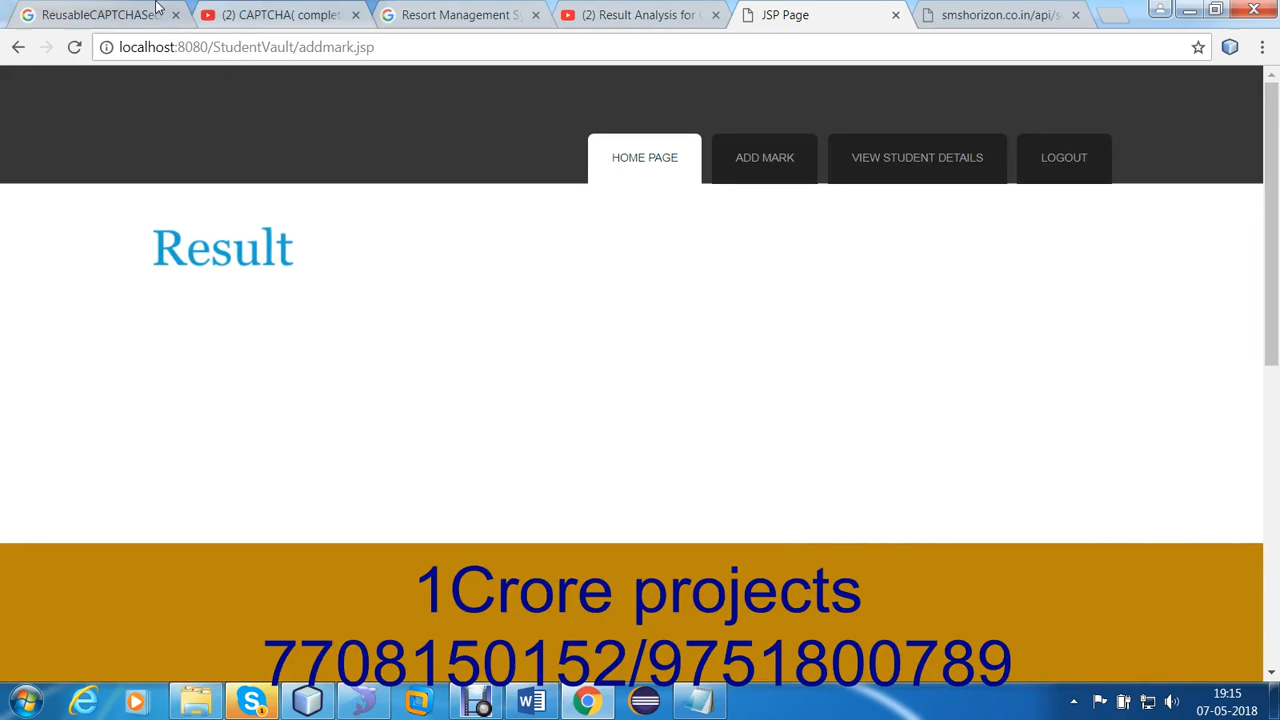 ReusableCAPTCHASe
(2) CAPTCHA( complet
Resort Management S
(2) Result Analysis for
JSP Page
smshorizon.co.in/api/s
localhost:8080/StudentVault/addmark.jsp
HOME PAGE
ADD MARK
VIEW STUDENT DETAILS
LOGOUT
Result
1Crore projects
7708150152/9751800789
19:15
07-05-2018